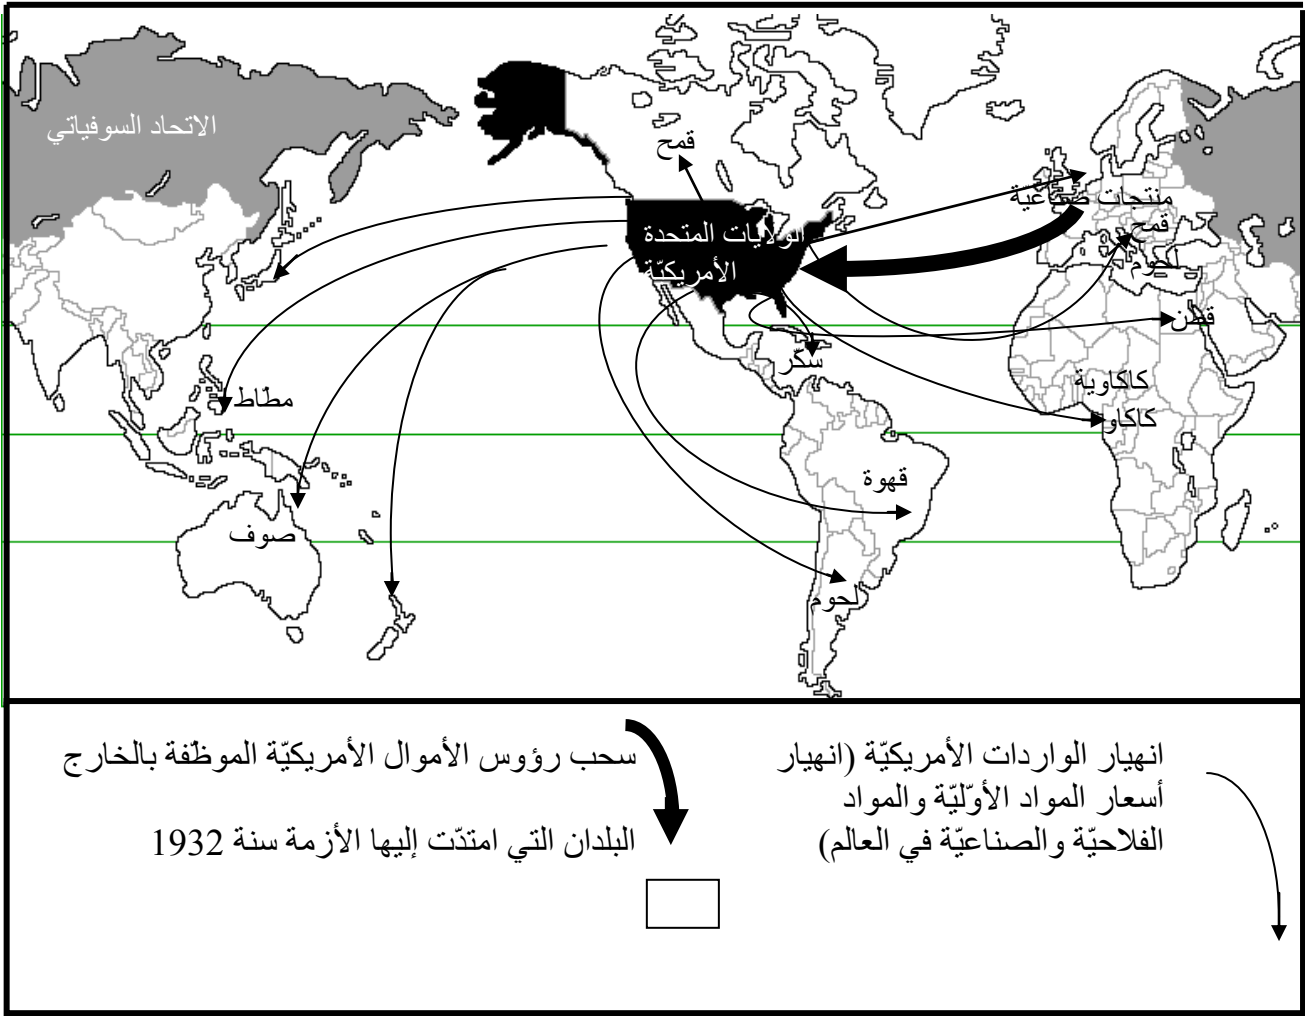 الاتحاد السوفياتي
قمح
منتجات صناعية
الولايات المتحدة
الأمريكيّة
قمح
لحوم
قطن
سكّر
كاكاوية
كاكاو
مطّاط
قهوة
صوف
لحوم
انهيار الواردات الأمريكيّة (انهيار
أسعار المواد الأوّليّة والمواد
الفلاحيّة والصناعيّة في العالم)
سحب رؤوس الأموال الأمريكيّة الموظّفة بالخارج
البلدان التي امتدّت إليها الأزمة سنة 1932